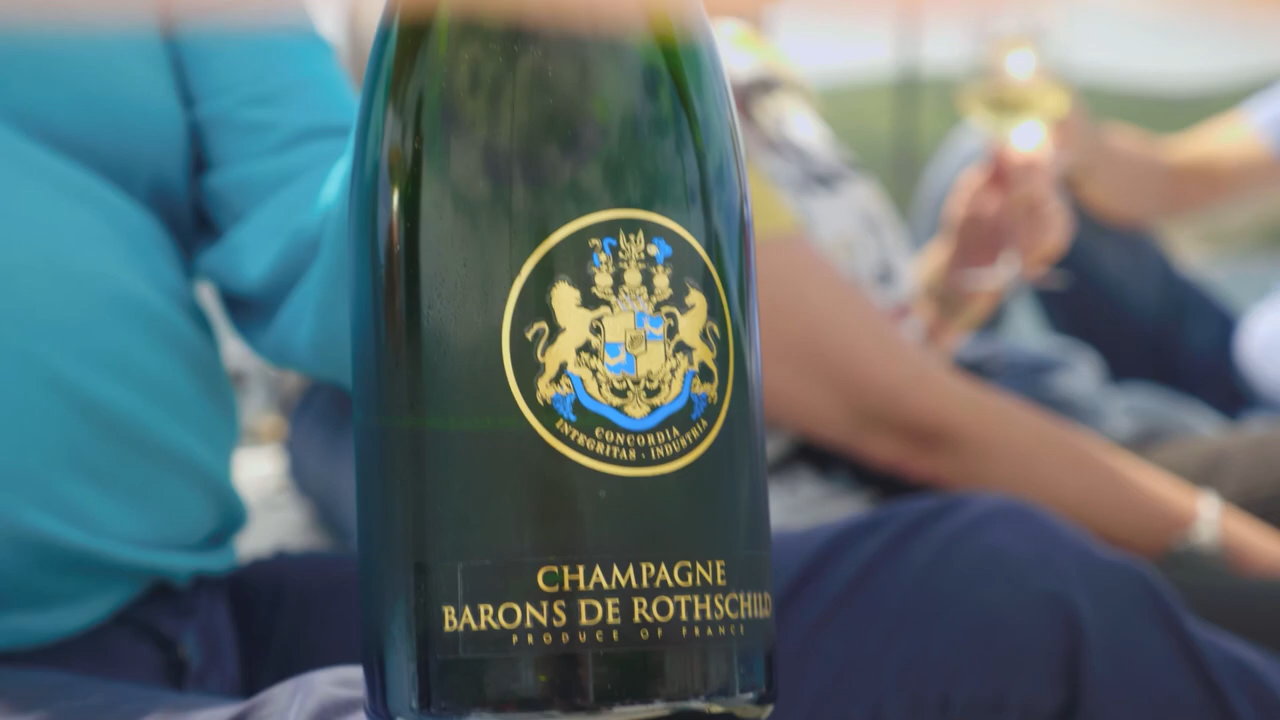 CONCORDIA
INTEGRITAS · INDUSTRIA
CHAMPAGNE
BARONS DE ROTHSCHILD
PRODUCE OF FRANCE